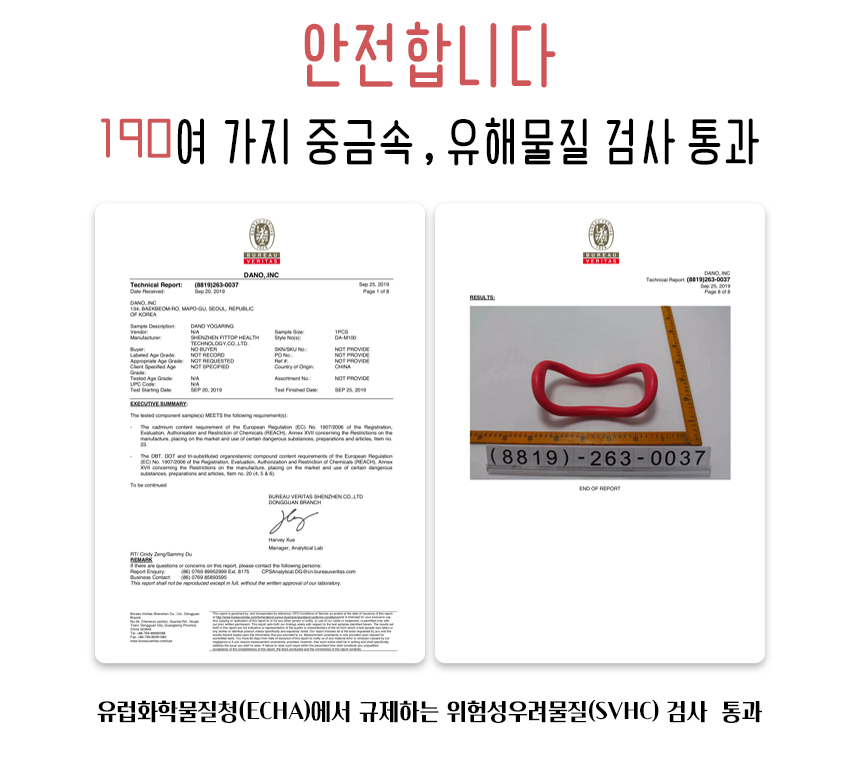 안전합니다
190여 가지 중금속, 유해물질 검사 통과
BUREAU VERITAS
DANO,.INC
Technical Report: (8819)263-0037 Sep 25, 2019
Date Received: Sep 20, 2019 Page 1 of 8
DANO,.INC
134, BAEKBEOM-RO, MAPO-GU, SEOUL, REPUBLIC
OF KOREA
Sample Description: DANO YOGARING
Vendor: N/A Sample Size: 1PCS
Manufacturer: SHENZHEN FITTOP HEALTH Style No(s): DA-M100
TECHNOLOGY,CO.,LTD.
Buyer: NO BUYER SKN/SKU No.: NOT PROVIDE
Labeled Age Grade: NOT RECORD PO No.: NOT PROVIDE
Appropriate Age Grade: NOT REQUESTED Ref #: NOT PROVIDE
Client Specified Age NOT SPECIFIED Country of Origin: CHINA
Grade:
Tested Age Grade: N/A Assortment No.: NOT PROVIDE
UPC Code: N/A
Test Starting Date: SEP 20, 2019 Test Finished Date: SEP 25, 2019
EXECUTIVE SUMMARY:
The tested component sample(s) MEETS the following requirement(s):
- The cadmium content requirement of the European Regulation (EC) No. 1907/2006 of the Registration,
Evaluation, Authorisation and Restriction of Chemicals (REACH), Annex XVII concerning the Restrictions on the
manufacture, placing on the market and use of certain dangerous substances, preparations and articles, Item no.
23.
- The DBT, DOT and tri-substituted organostannic compound content requirements of the European Regulation
(EC) No. 1907/2006 of the Registration, Evaluation, Authorization and Restriction of Chemicals (REACH), Annex
XVII concerning the Restrictions on the manufacture, placing on the market and use of certain dangerous
substances, preparations and articles, Item no. 20 (4, 5 & 6).
To be continued
BUREAU VERITAS SHENZHEN CO.,LTD
DONGGUAN BRANCH
Harvey Xue
Manager, Analytical Lab
RT/ Cindy Zeng/Sammy Du
REMARK
If there are questions or concerns on this report, please contact the following persons:
Report Enquiry: (86) 0769 89952999 Ext. 8175 CPSAnalytical.DG@cn.bureauveritas.com
Business Contact: (86) 0769 85893595
This report shall not be reproduced except in full, without the written approval of our laboratory.
Bureau Veritas Shenzhen Co., Ltd., Dongguan
Branch
BUREAU VERITAS
DANO,.INC
Technical Report: (8819)263-0037
Sep 25, 2019
Page 8 of 8
RESULTS:
(8819)-263-0037
END OF REPORT
유럽화학물질청(ECHA)에서 규제하는 위험성우려물질(SVHC) 검사 통과